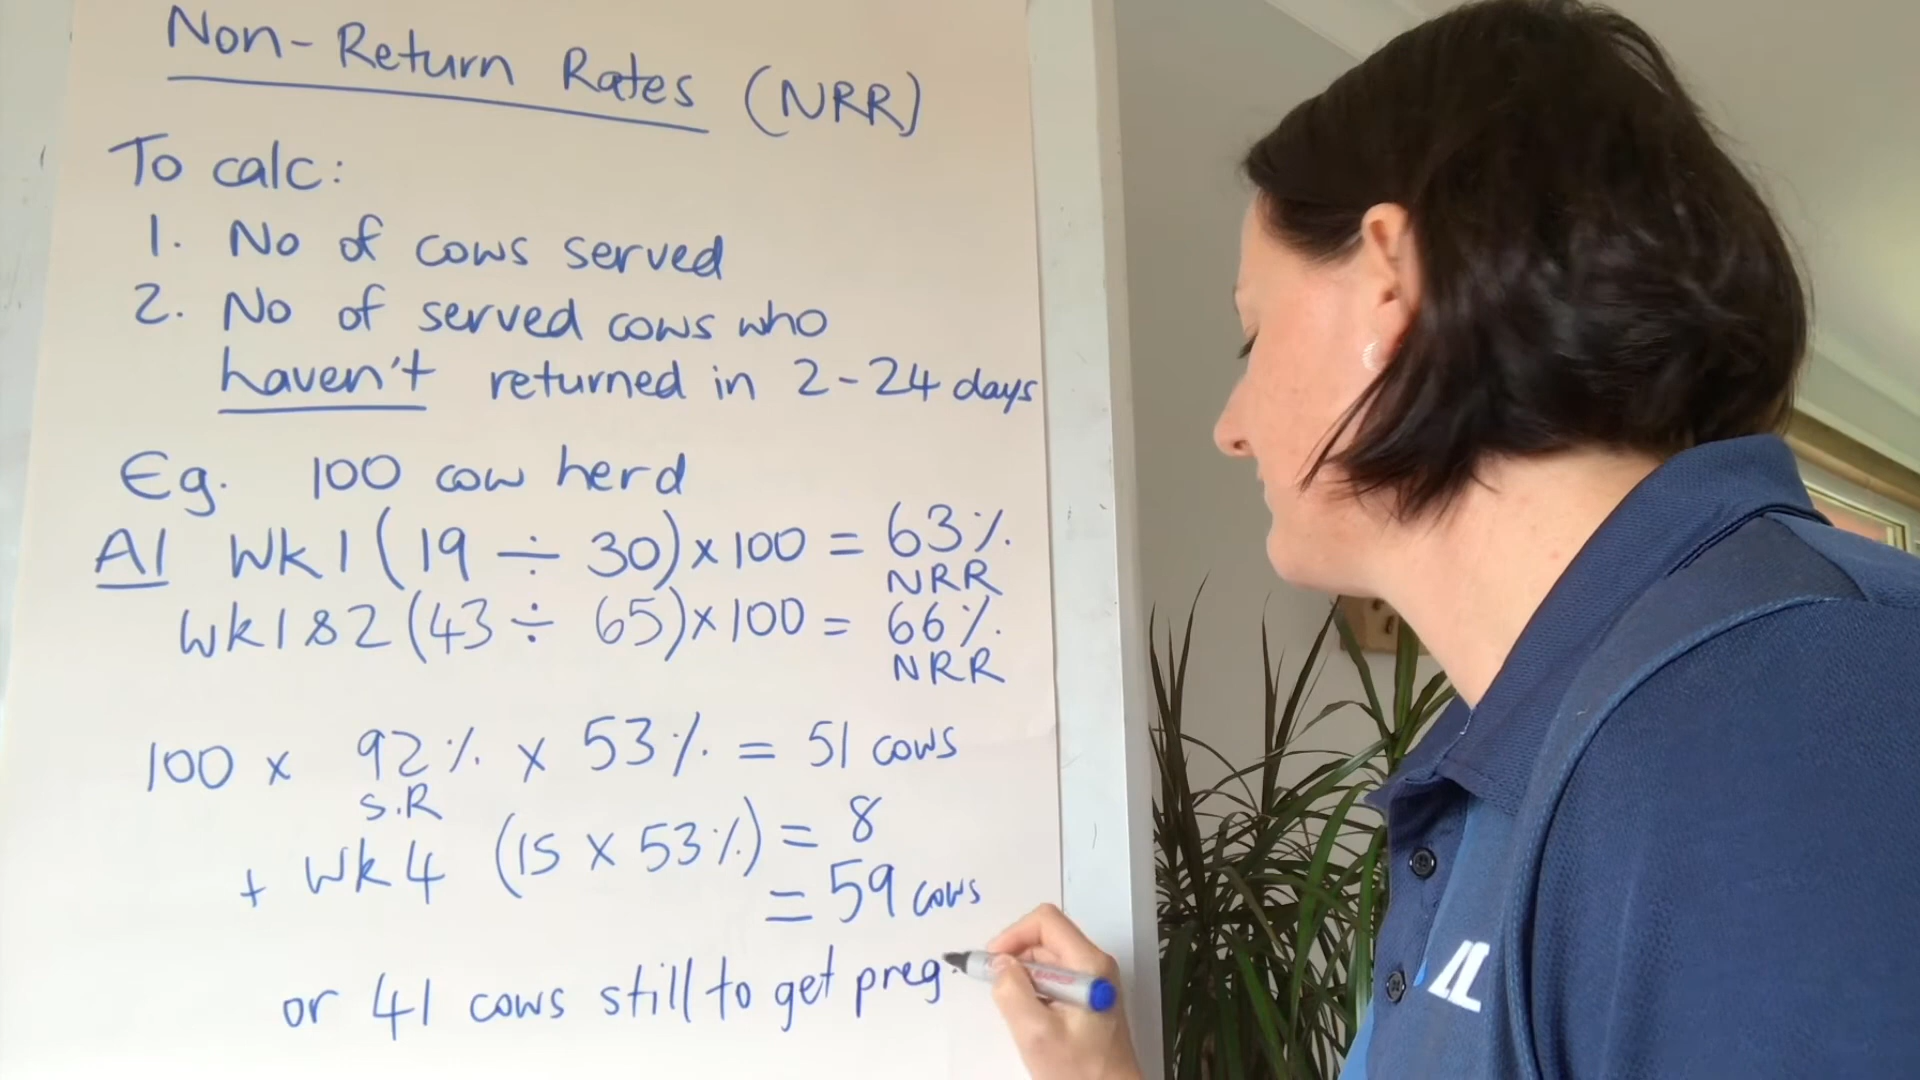 Non-Return Rates (NRR)
To calc:
1. No of cows served
2. No of served cows who
haven't returned in 2-24 days
Eg. 100 cow herd
AI Wk1 (19 ÷ 30) x 100 = 63%
NRR
Wk1&2 (43 ÷ 65) x 100 = 66%
NRR
100 x 92% x 53% = 51 cows
S.R
+ Wk 4 (15 x 53%) = 8
= 59 cows
or 41 cows still to get preg.